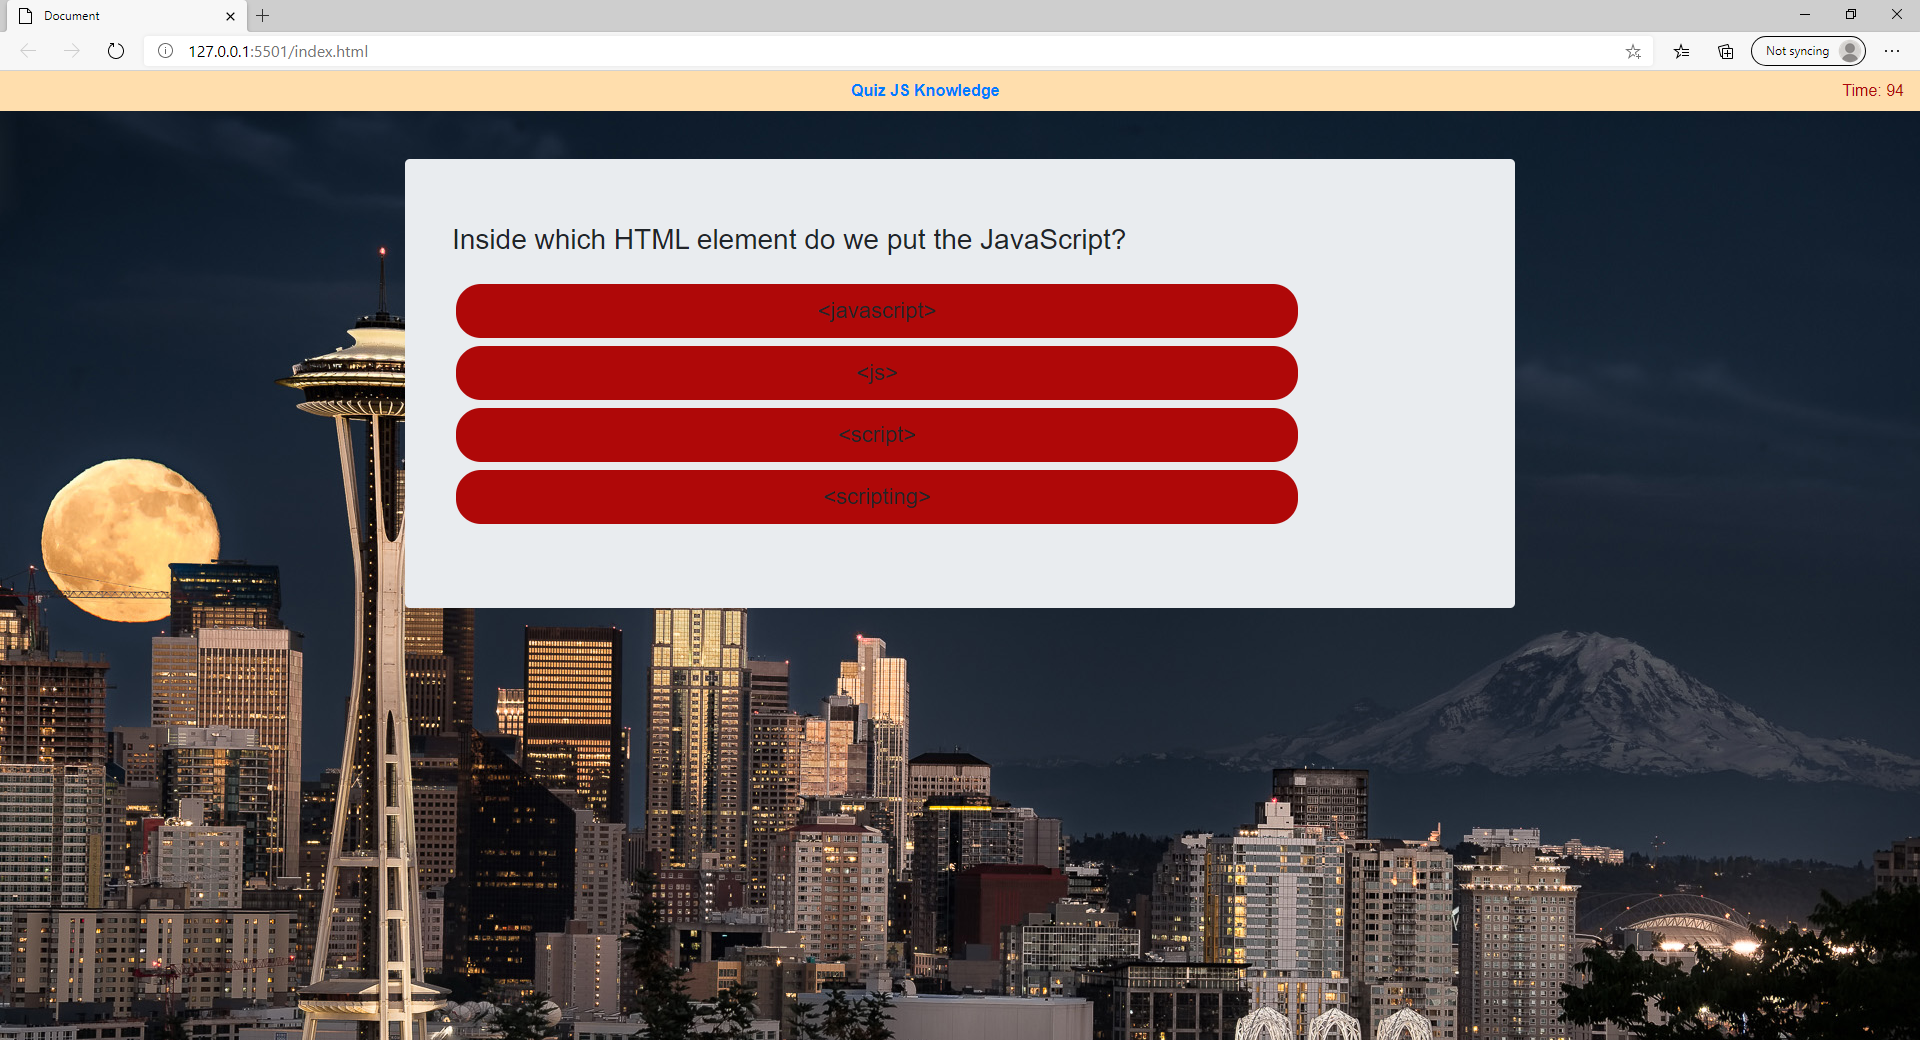 Document
127.0.0.1:5501/index.html
Not syncing
Quiz JS Knowledge
Time: 94
Inside which HTML element do we put the JavaScript?
<javascript>
<js>
<script>
<scripting>